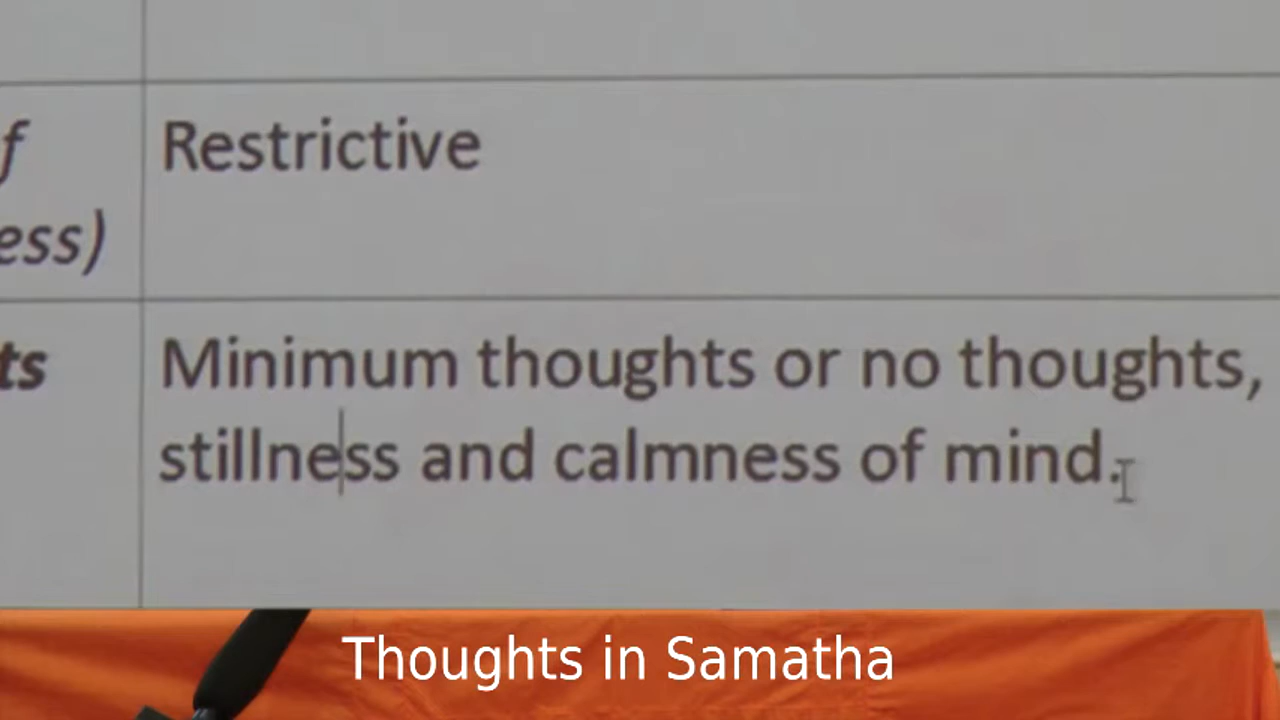 f
Restrictive
ess)
ts
Minimum thoughts or no thoughts,
stillness and calmness of mind.
Thoughts in Samatha